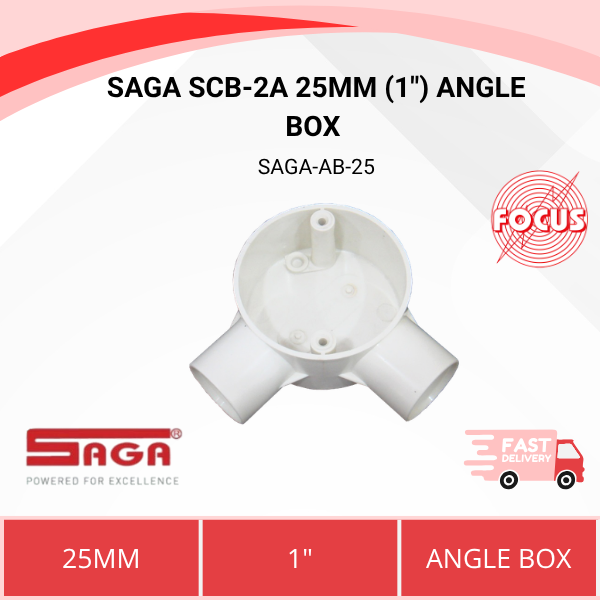 SAGA SCB-2A 25MM (1") ANGLE
BOX
SAGA-AB-25
FOCUS
SAGA®
POWERED FOR EXCELLENCE
FAST
DELIVERY
25MM
1"
ANGLE BOX